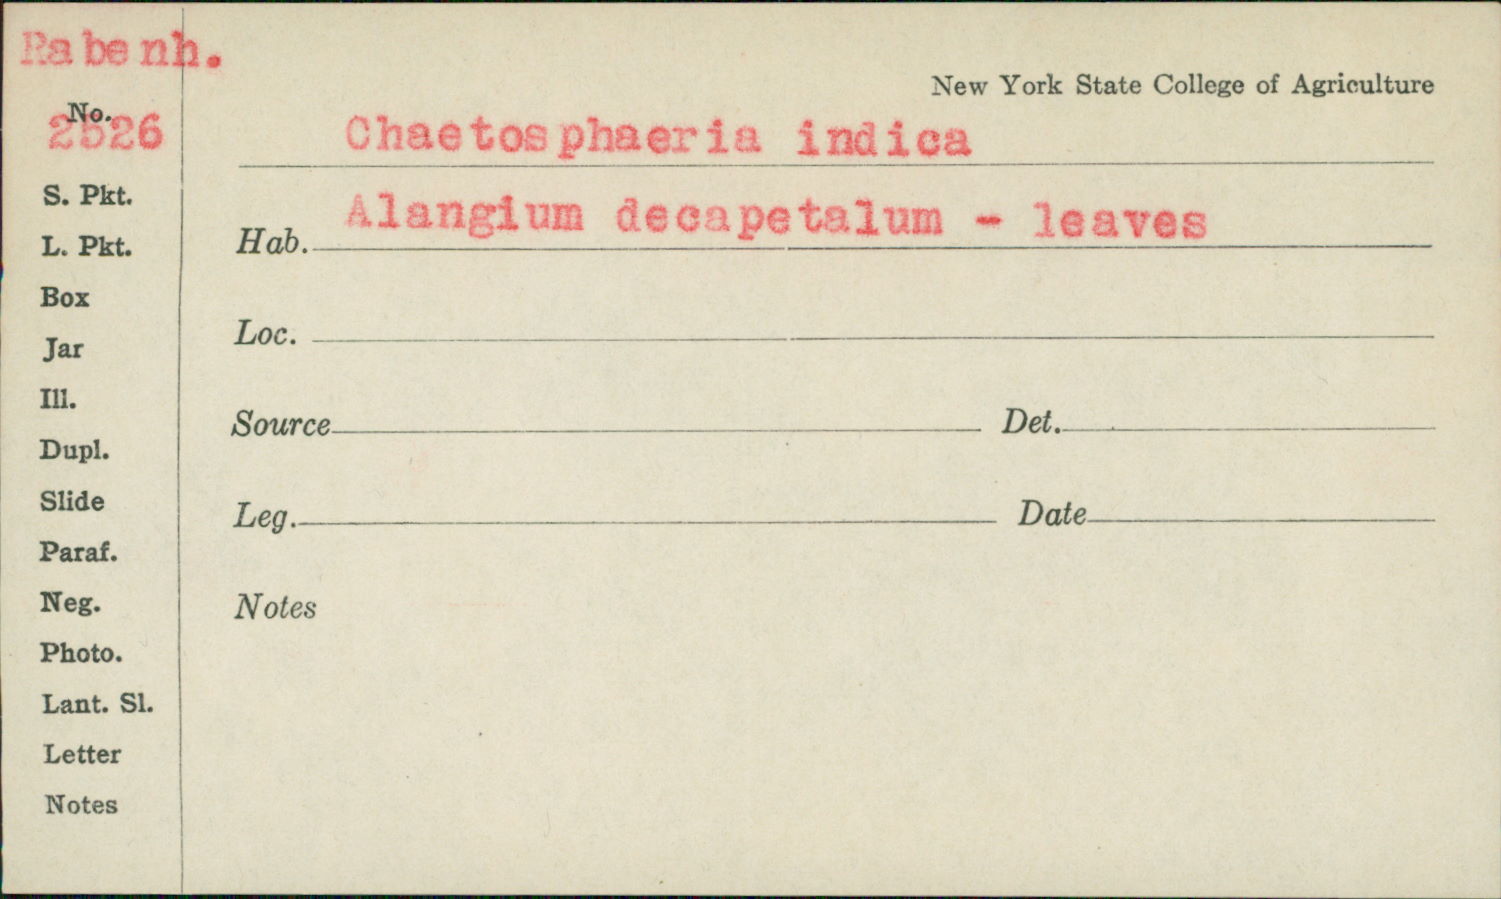 Rabenh.
New York State College of Agriculture
No.
2526
Chaetosphaeria indica
Hab. Alangium decapetalum - leaves
S. Pkt.
L. Pkt.
Box
Jar
Ill.
Dupl.
Slide
Paraf.
Neg.
Photo.
Lant. Sl.
Letter
Notes
Loc.
Source Det.
Leg. Date
Notes